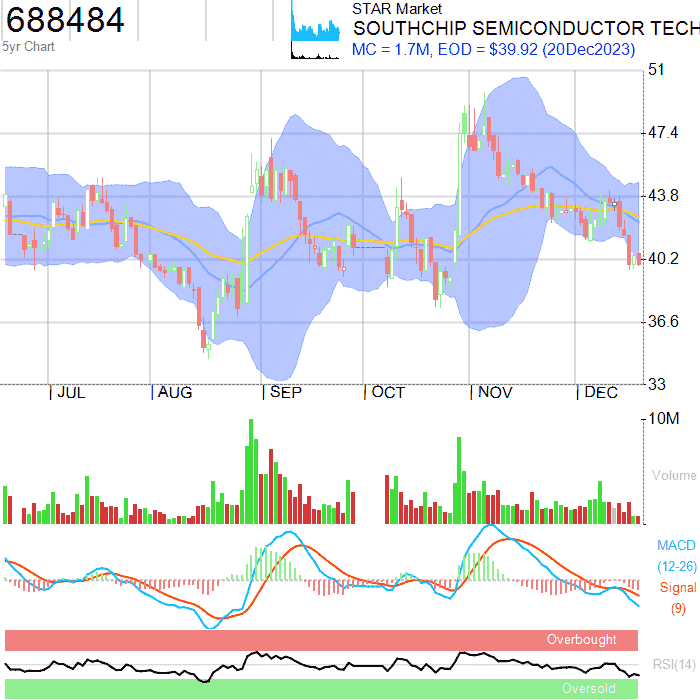 688484
5yr Chart
STAR Market
SOUTHCHIP SEMICONDUCTOR TECH
MC = 1.7M, EOD = $39.92 (20Dec2023)
51
47.4
43.8
40.2
36.6
33
JUL AUG SEP OCT NOV DEC
10M
Volume
MACD
(12-26)
Signal
(9)
Overbought
RSI(14)
Oversold